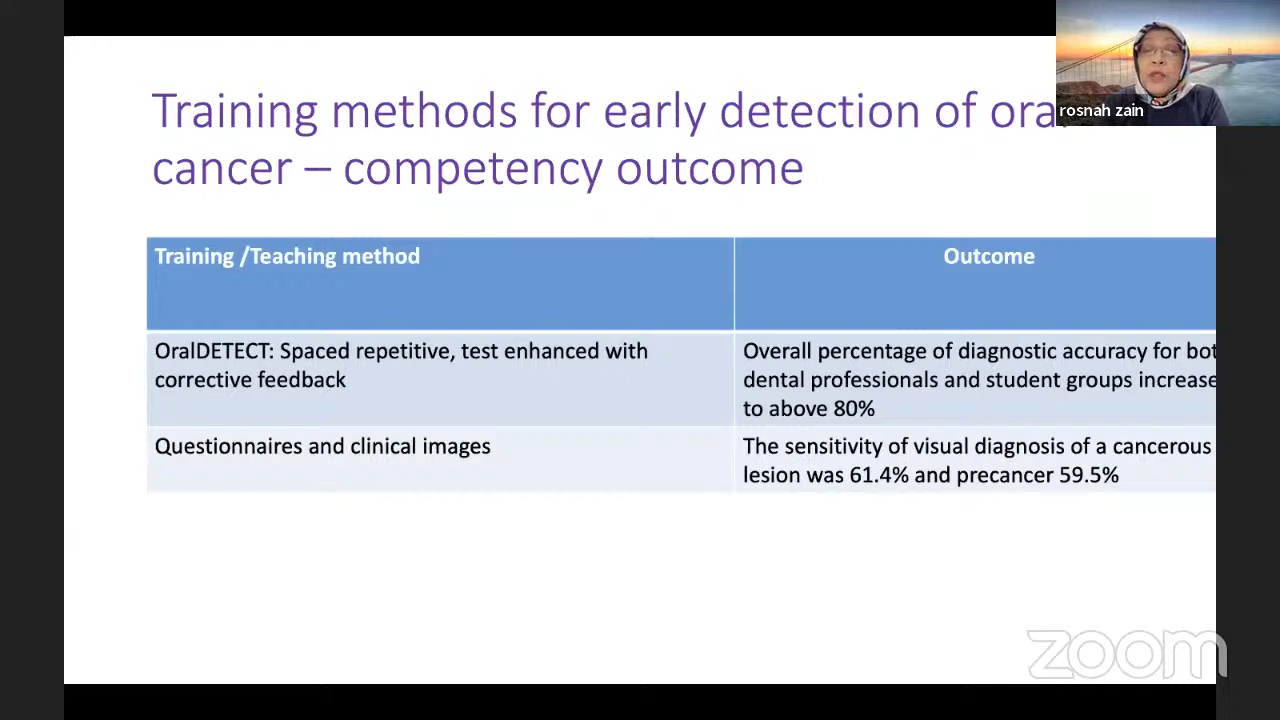 Training methods for early detection of ora
cancer – competency outcome
rosnah zain
Training /Teaching method
Outcome
OralDETECT: Spaced repetitive, test enhanced with
corrective feedback
Overall percentage of diagnostic accuracy for bot
dental professionals and student groups increase
to above 80%
Questionnaires and clinical images
The sensitivity of visual diagnosis of a cancerous
lesion was 61.4% and precancer 59.5%
zoom